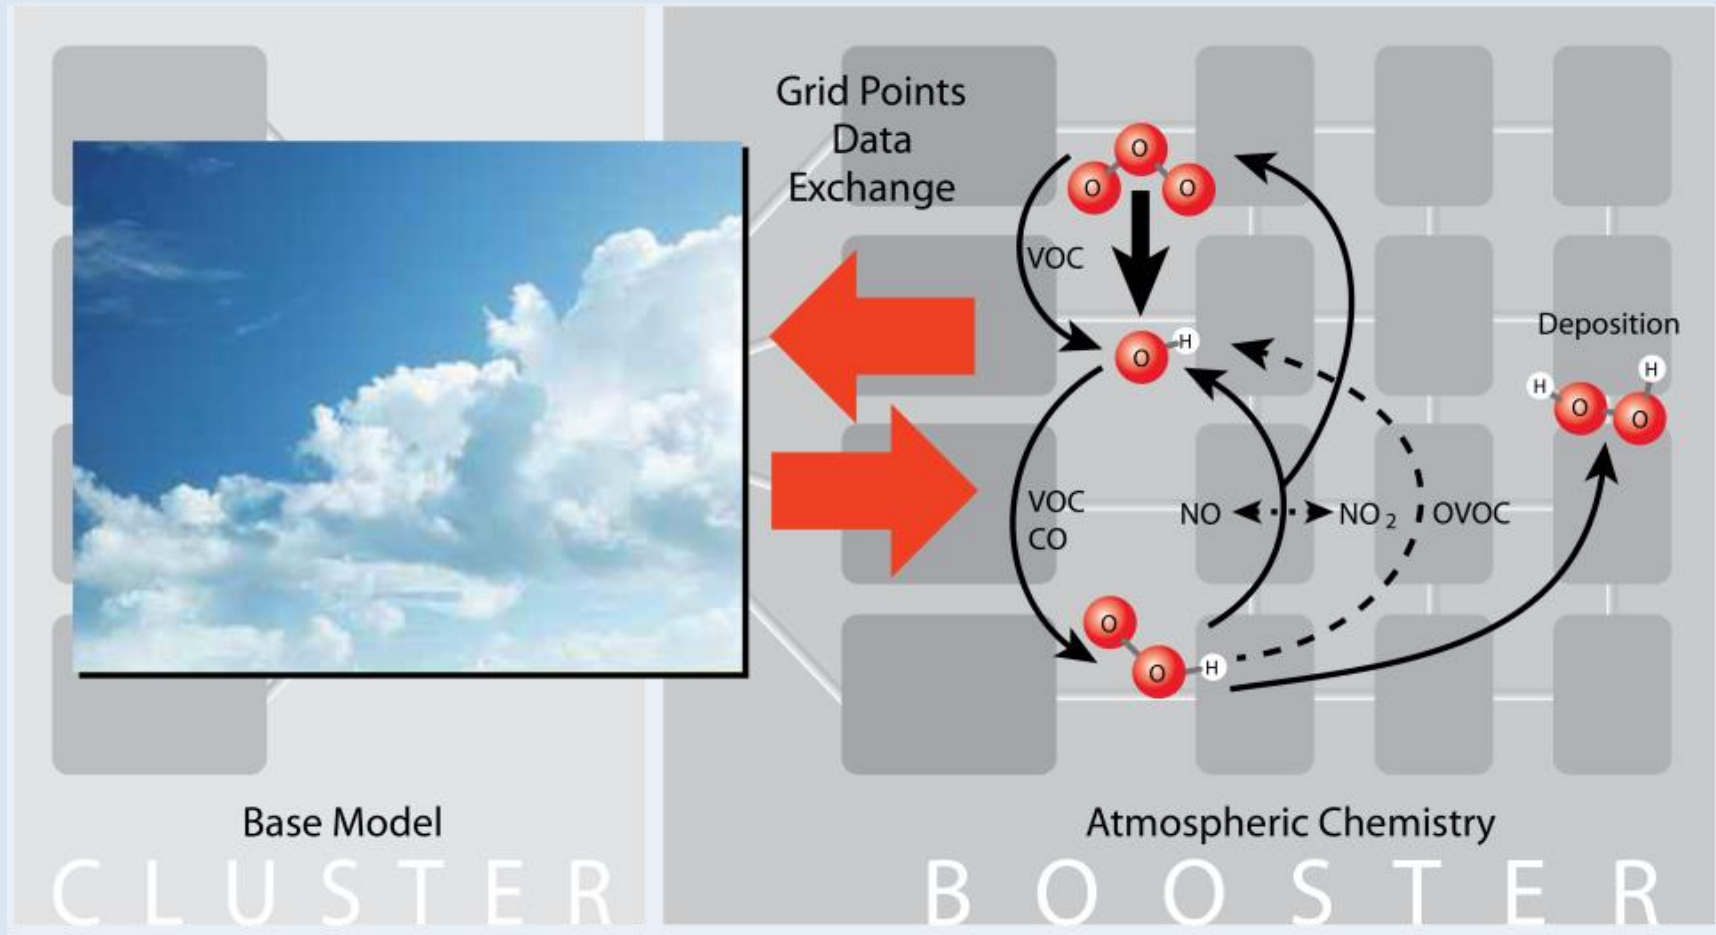 Grid Points
Data
Exchange
O
O
O
VOC
O
H
Deposition
H
H
O
O
VOC
CO
NO
NO2
OVOC
O
O
H
Base Model
Atmospheric Chemistry
CLUSTER
BOOSTER